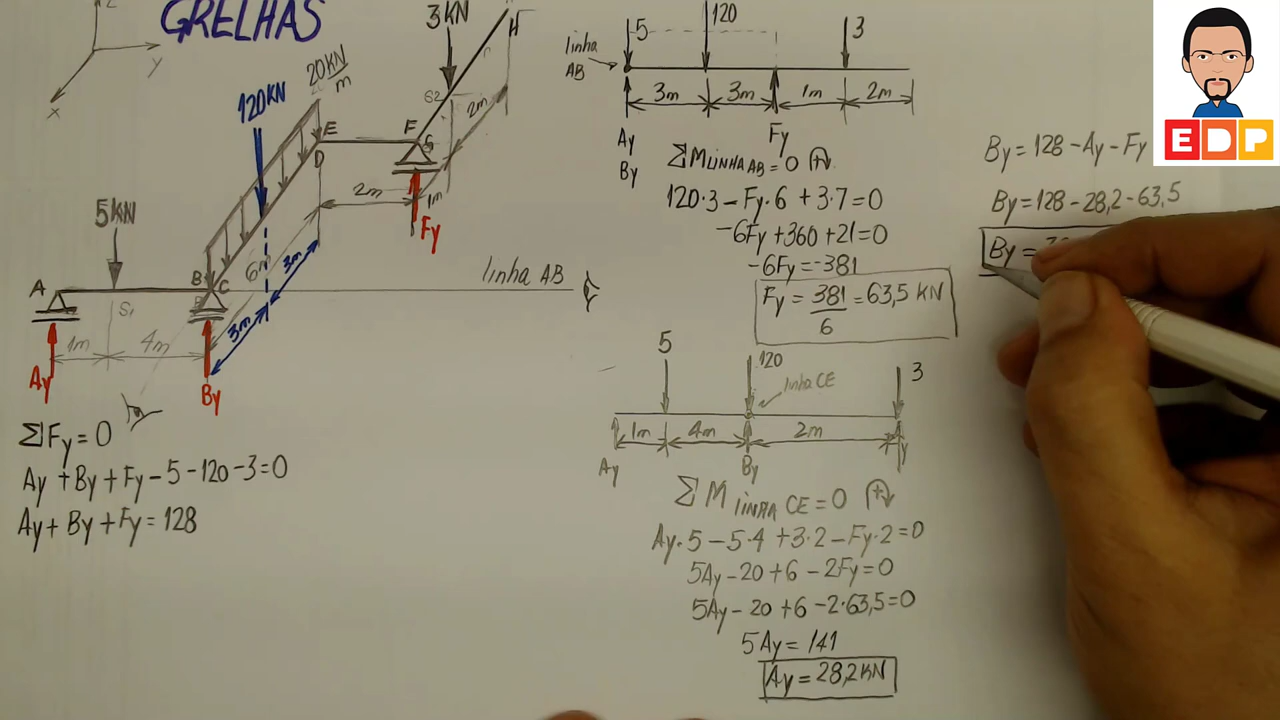 GRELHAS
Z
Y
X
20KN/m
120KN
3KN
H
S2
2m
E
D
F
G
1m
2m
Fy
5KN
B
C
6m
3m
3m
linha AB
A
S1
1m
4m
Ay
By
ΣFy=0
Ay+By+Fy-5-120-3=0
Ay+By+Fy=128
5
120
3
linha
AB
3m
3m
1m
2m
Ay
By
Fy
ΣM LINHA AB=0
120·3-Fy·6+3·7=0
-6Fy+360+21=0
-6Fy=-381
Fy=381/6=63,5 KN
5
120
linha CE
3
1m
4m
2m
Ay
By
Fy
ΣM LINHA CE=0
Ay·5-5·4+3·2-Fy·2=0
5Ay-20+6-2Fy=0
5Ay-20+6-2·63,5=0
5Ay=141
Ay=28,2KN
By=128-Ay-Fy
By=128-28,2-63,5
By=
EDP